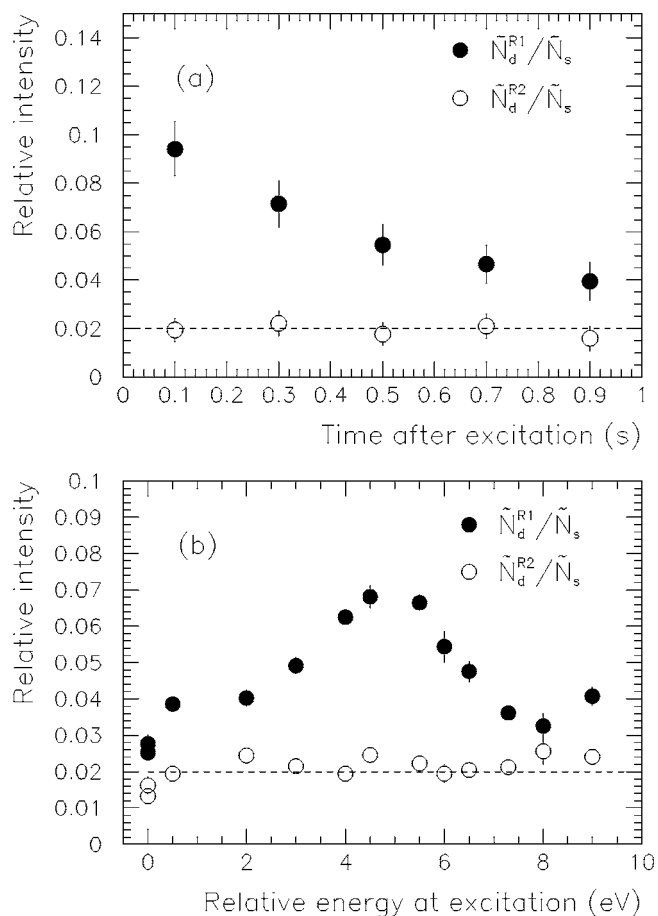 0.14
0.12
0.1
0.08
0.06
0.04
0.02
0
Relative intensity
(a)
Ñ_d^R1/Ñ_s
Ñ_d^R2/Ñ_s
0 0.1 0.2 0.3 0.4 0.5 0.6 0.7 0.8 0.9 1
Time after excitation (s)
0.1
0.09
0.08
0.07
0.06
0.05
0.04
0.03
0.02
0.01
0
Relative intensity
(b)
Ñ_d^R1/Ñ_s
Ñ_d^R2/Ñ_s
0 2 4 6 8 10
Relative energy at excitation (eV)